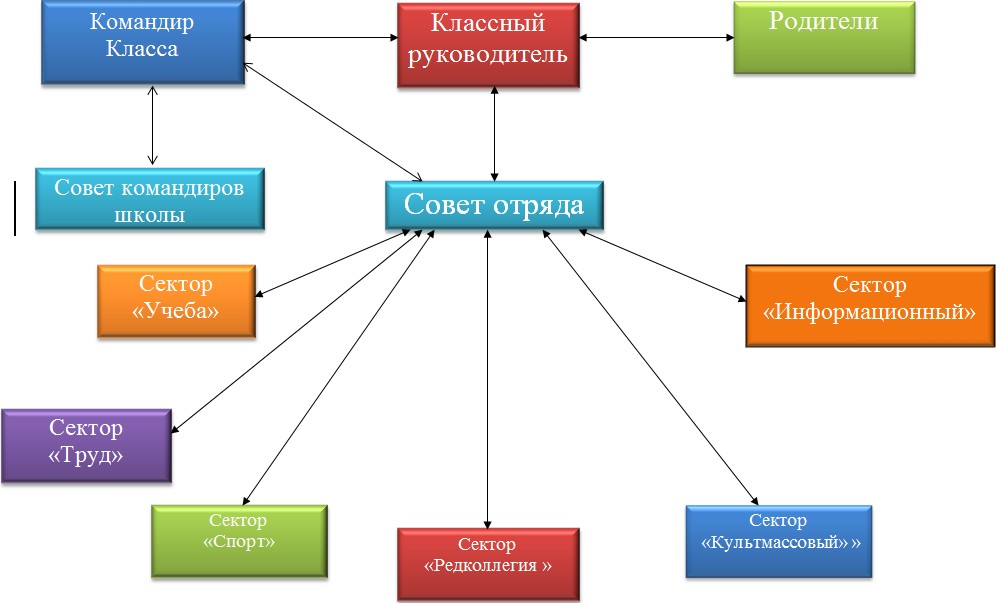 Командир
Класса
Классный
руководитель
Родители
Совет командиров
школы
Совет отряда
Сектор
«Учеба»
Сектор
«Информационный»
Сектор
«Труд»
Сектор
«Спорт»
Сектор
«Редколлегия »
Сектор
«Культмассовый» »